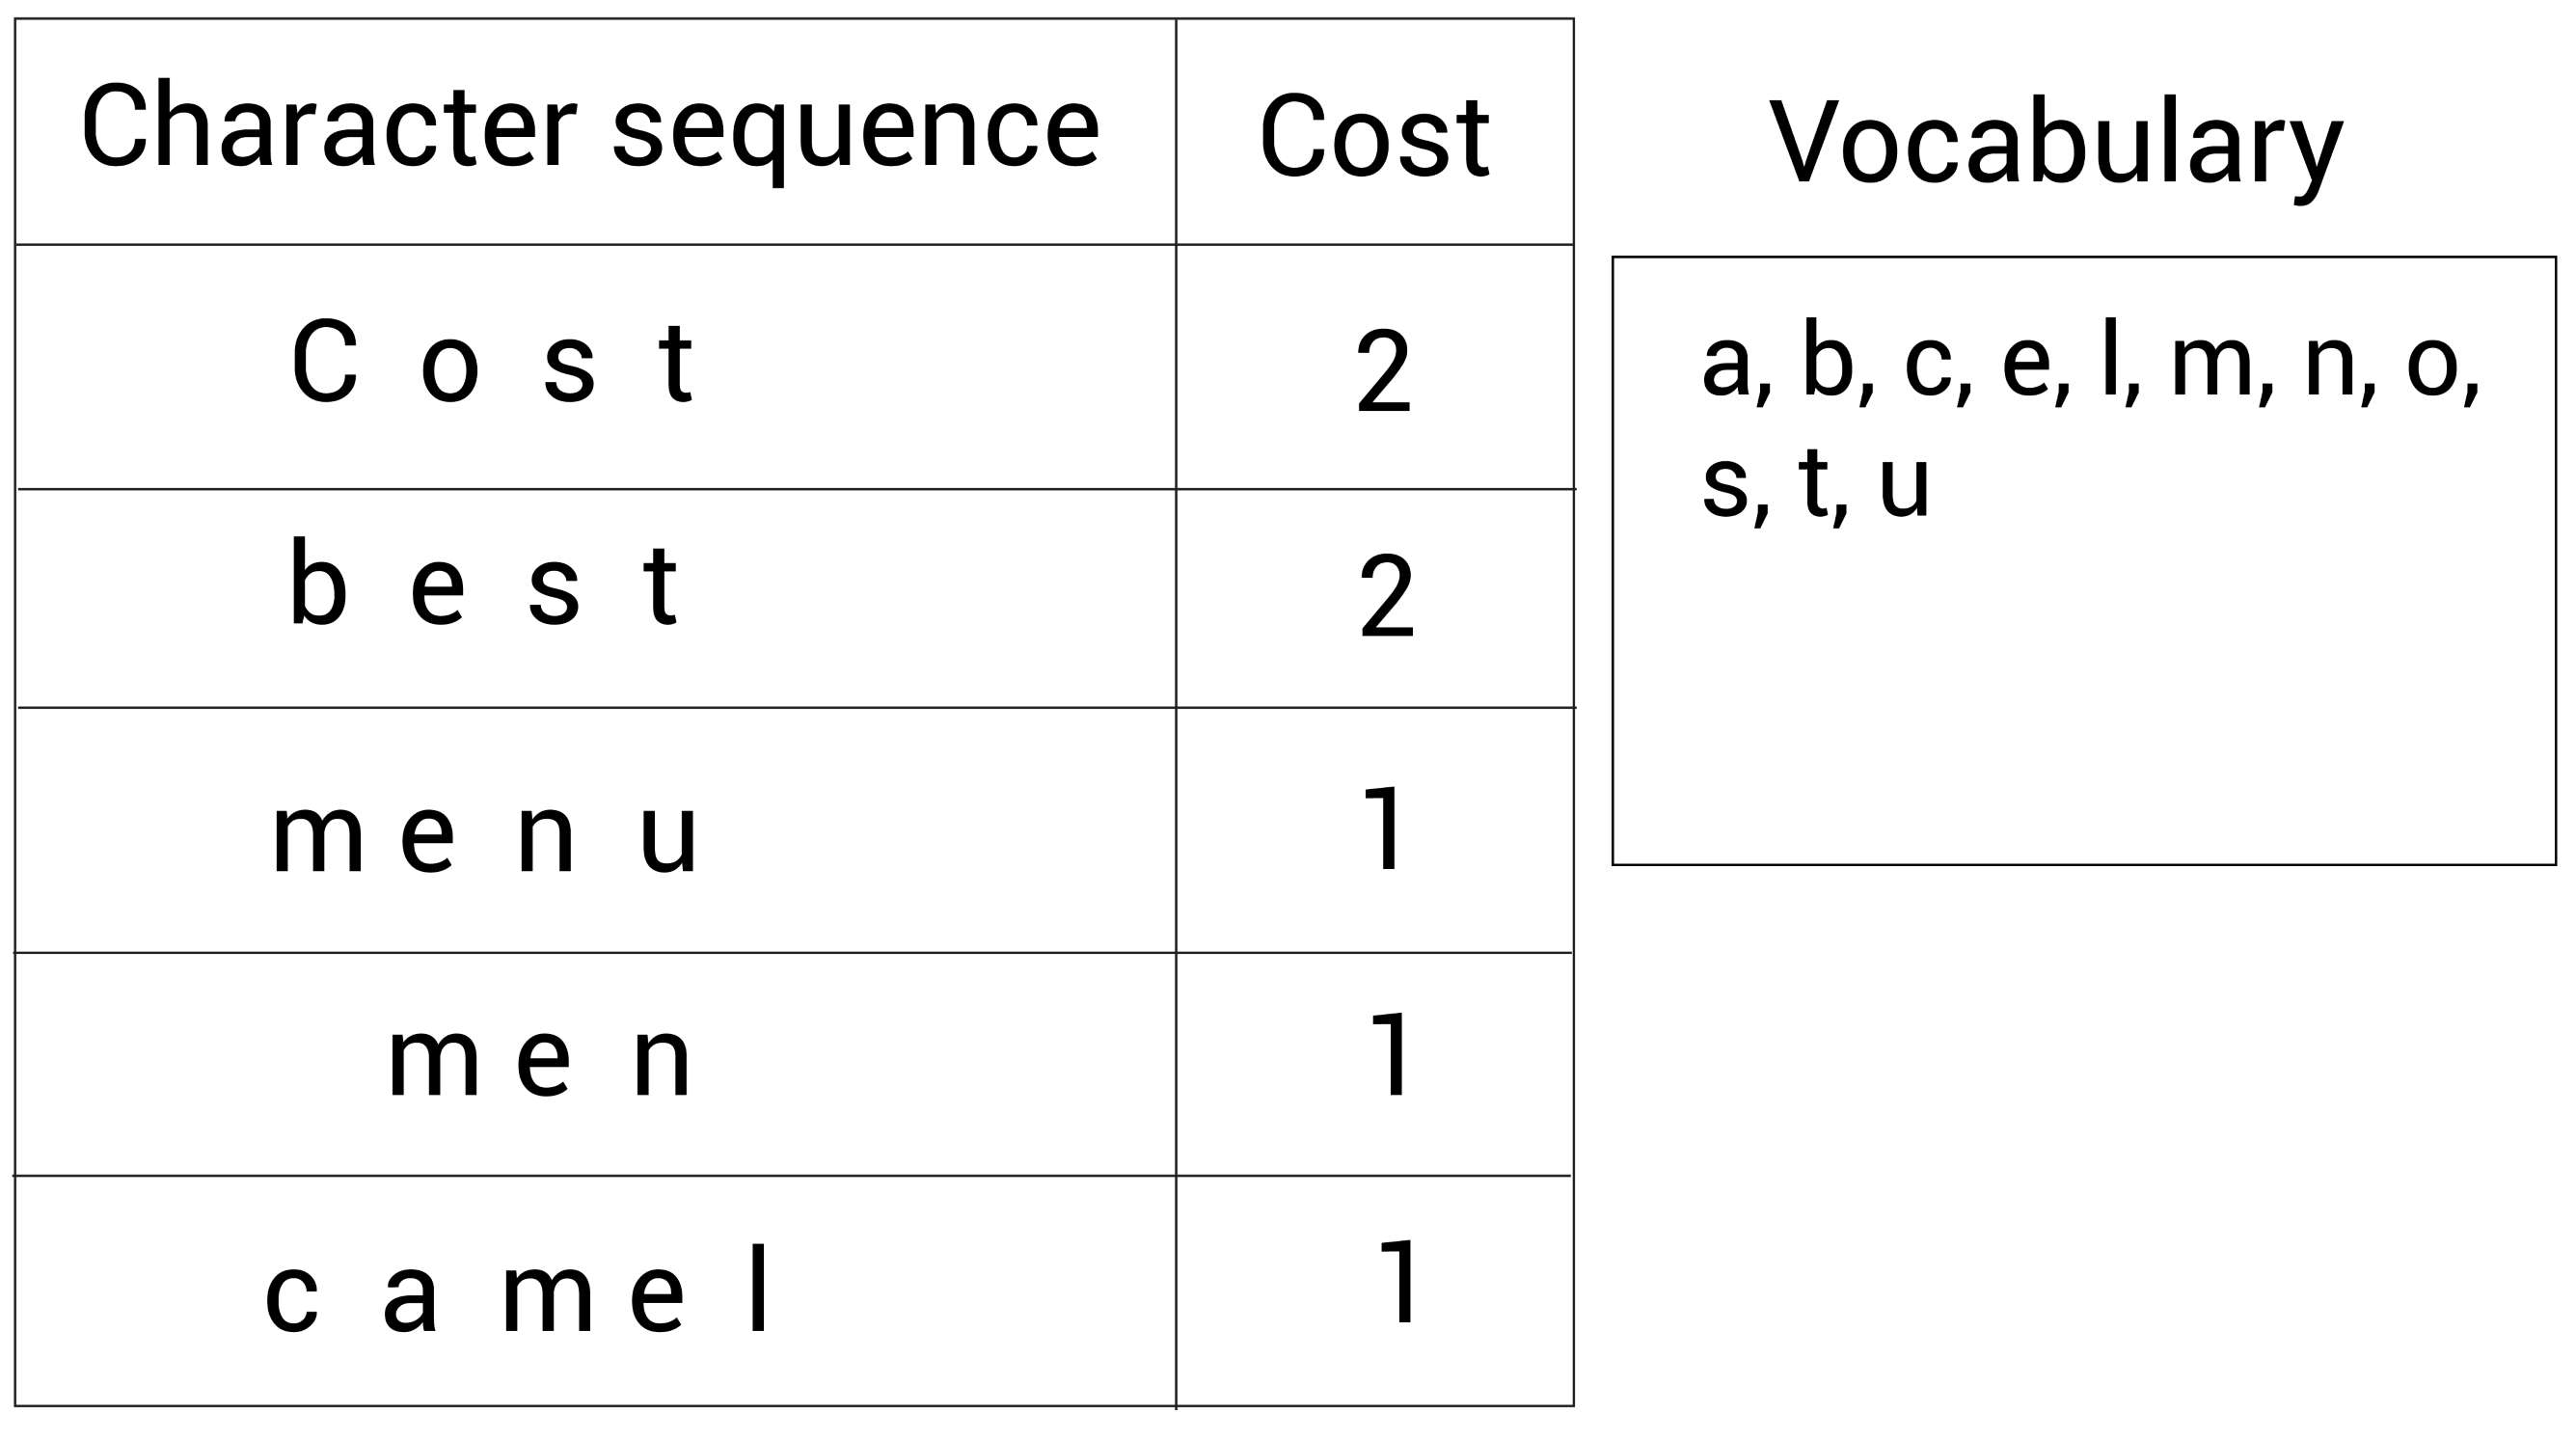 Character sequence Cost
C o s t 2
b e s t 2
m e n u 1
m e n 1
c a m e l 1
Vocabulary
a, b, c, e, l, m, n, o,
s, t, u